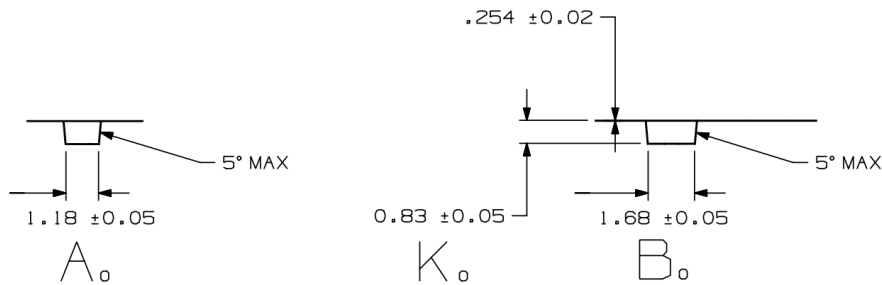 .254 ±0.02
5° MAX
5° MAX
1.18 ±0.05
0.83 ±0.05
1.68 ±0.05
Ao
Ko
Bo